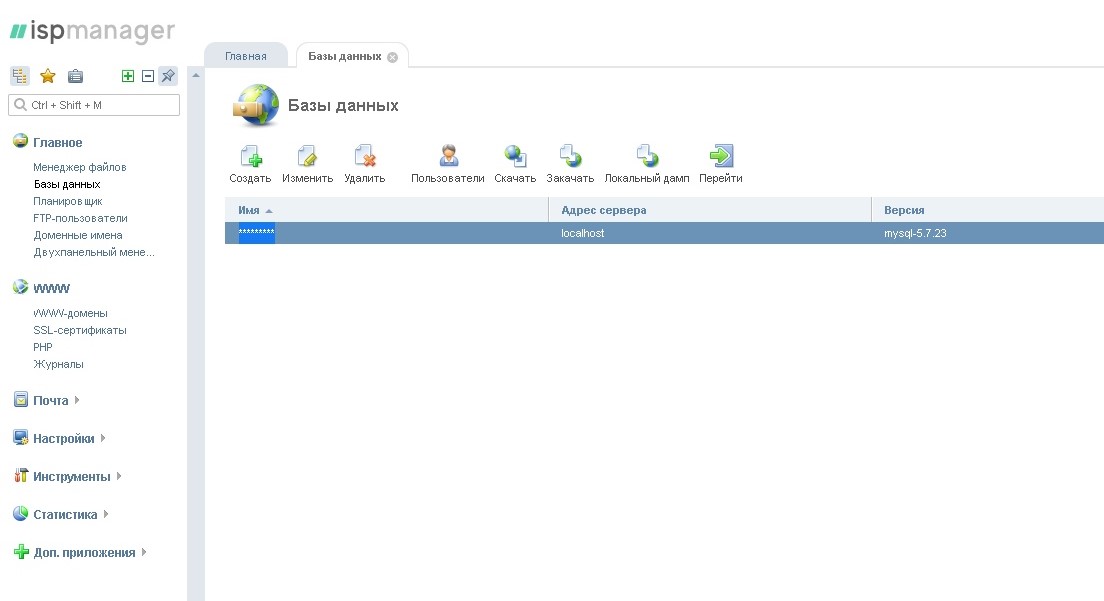 ispmanager
Главная
Базы данных
Ctrl + Shift + M
Базы данных
Главное
Менеджер файлов
Базы данных
Планировщик
FTP-пользователи
Доменные имена
Двухпанельный мене...
WWW
WWW-домены
SSL-сертификаты
PHP
Журналы
Почта
Настройки
Инструменты
Статистика
Доп. приложения
Создать Изменить Удалить Пользователи Скачать Закачать Локальный дамп Перейти
Имя Адрес сервера Версия
********* localhost mysql-5.7.23